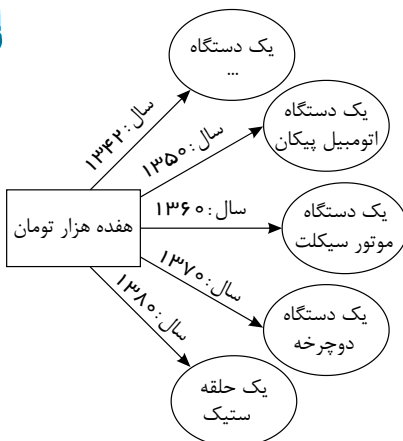 یک دستگاه
...
سال: ۱۳۴۲
یک دستگاه
اتومبیل پیکان
سال: ۱۳۵۰
هفده هزار تومان
سال: ۱۳۶۰
یک دستگاه
موتور سیکلت
سال: ۱۳۷۰
یک دستگاه
دوچرخه
سال: ۱۳۸۰
یک حلقه
ستیک